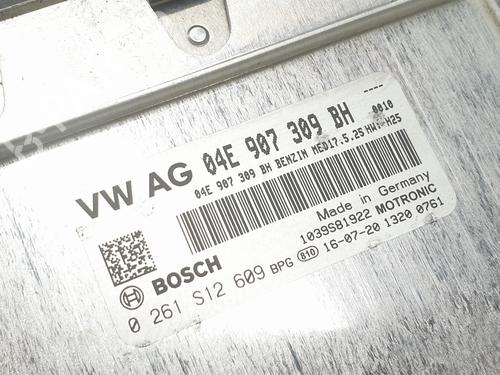 ----
VW AG 04E 907 309 BH 0010
04E 907 309 BH BENZIN MED17.5.25 HW:-H25
Made in Germany
1039S81922 MOTRONIC
BOSCH
0 261 S12 609 BPG 810 16-07-20 1320 0761